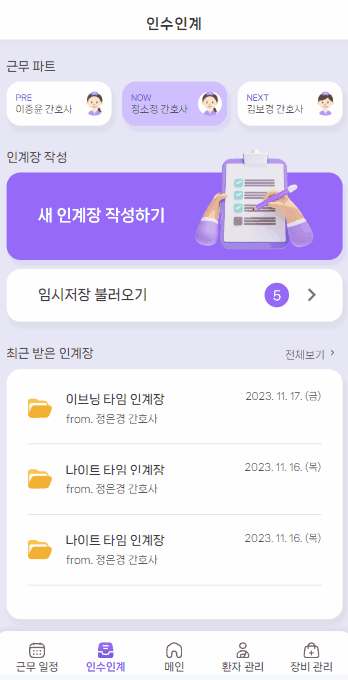 인수인계
근무 파트
PRE
이종윤 간호사
NOW
정소정 간호사
NEXT
김보경 간호사
인계장 작성
새 인계장 작성하기
임시저장 불러오기
5
최근 받은 인계장
전체보기
이브닝 타임 인계장
2023. 11. 17. (금)
from. 정은경 간호사
나이트 타임 인계장
2023. 11. 16. (목)
from. 정은경 간호사
나이트 타임 인계장
2023. 11. 16. (목)
from. 정은경 간호사
근무 일정
인수인계
메인
환자 관리
장비 관리